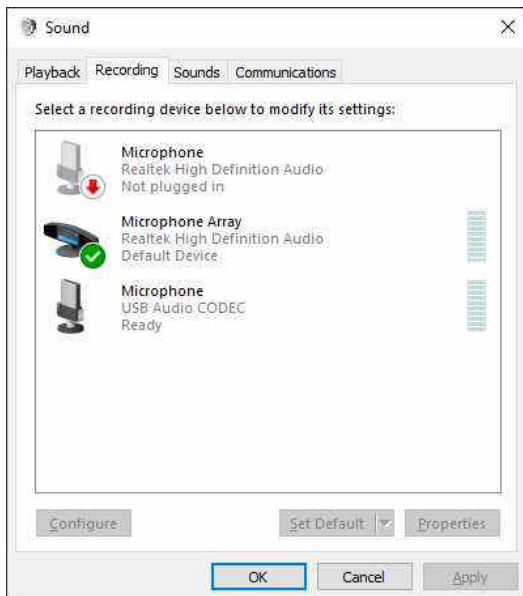 Sound
Playback Recording Sounds Communications
Select a recording device below to modify its settings:
Microphone
Realtek High Definition Audio
Not plugged in
Microphone Array
Realtek High Definition Audio
Default Device
Microphone
USB Audio CODEC
Ready
Configure Set Default Properties
OK Cancel Apply